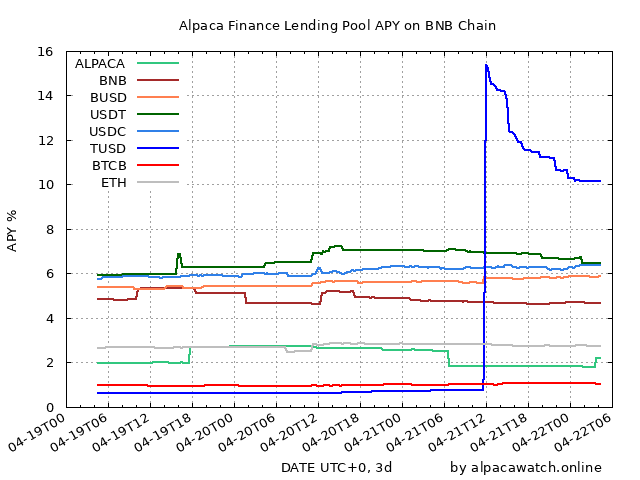 Alpaca Finance Lending Pool APY on BNB Chain
16
14
12
10
8
6
4
2
0
APY %
ALPACA
BNB
BUSD
USDT
USDC
TUSD
BTCB
ETH
04-19T00
04-19T06
04-19T12
04-19T18
04-20T00
04-20T06
04-20T12
04-20T18
04-21T00
04-21T06
04-21T12
04-21T18
04-22T00
04-22T06
DATE UTC+0, 3d
by alpacawatch.online